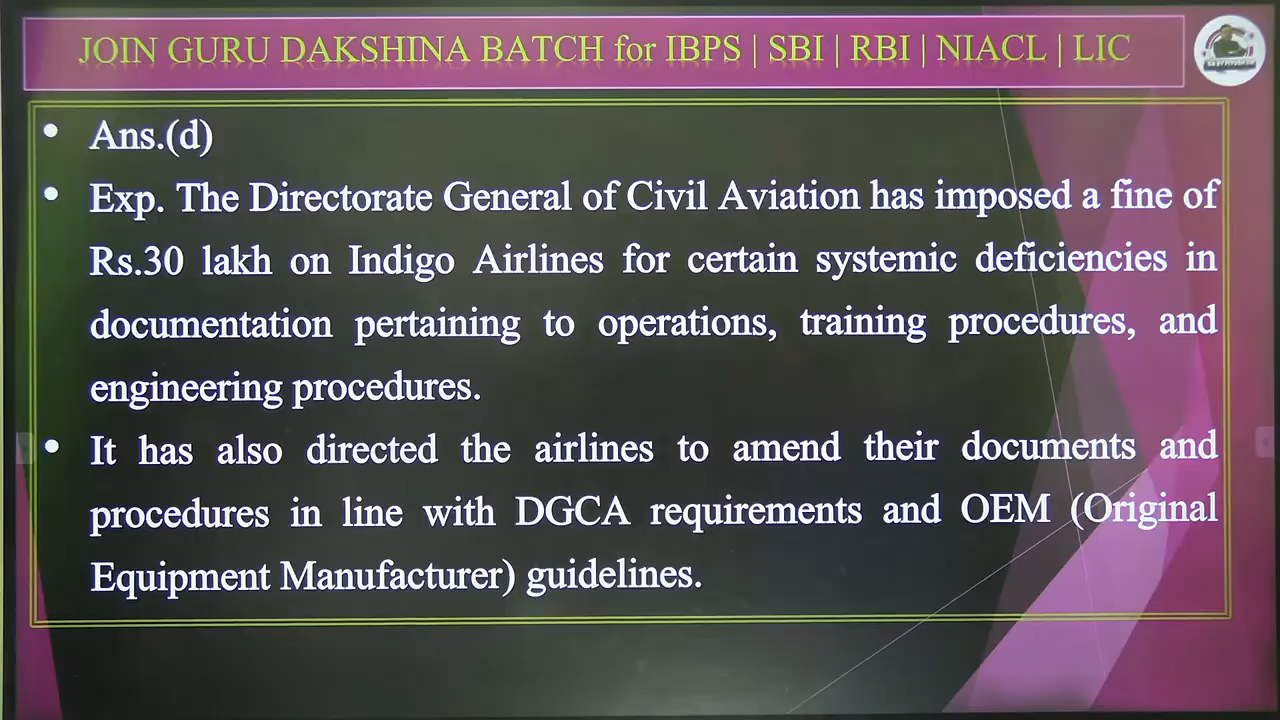 JOIN GURU DAKSHINA BATCH for IBPS | SBI | RBI | NIACL | LIC
• Ans.(d)
• Exp. The Directorate General of Civil Aviation has imposed a fine of
Rs.30 lakh on Indigo Airlines for certain systemic deficiencies in
documentation pertaining to operations, training procedures, and
engineering procedures.
• It has also directed the airlines to amend their documents and
procedures in line with DGCA requirements and OEM (Original
Equipment Manufacturer) guidelines.